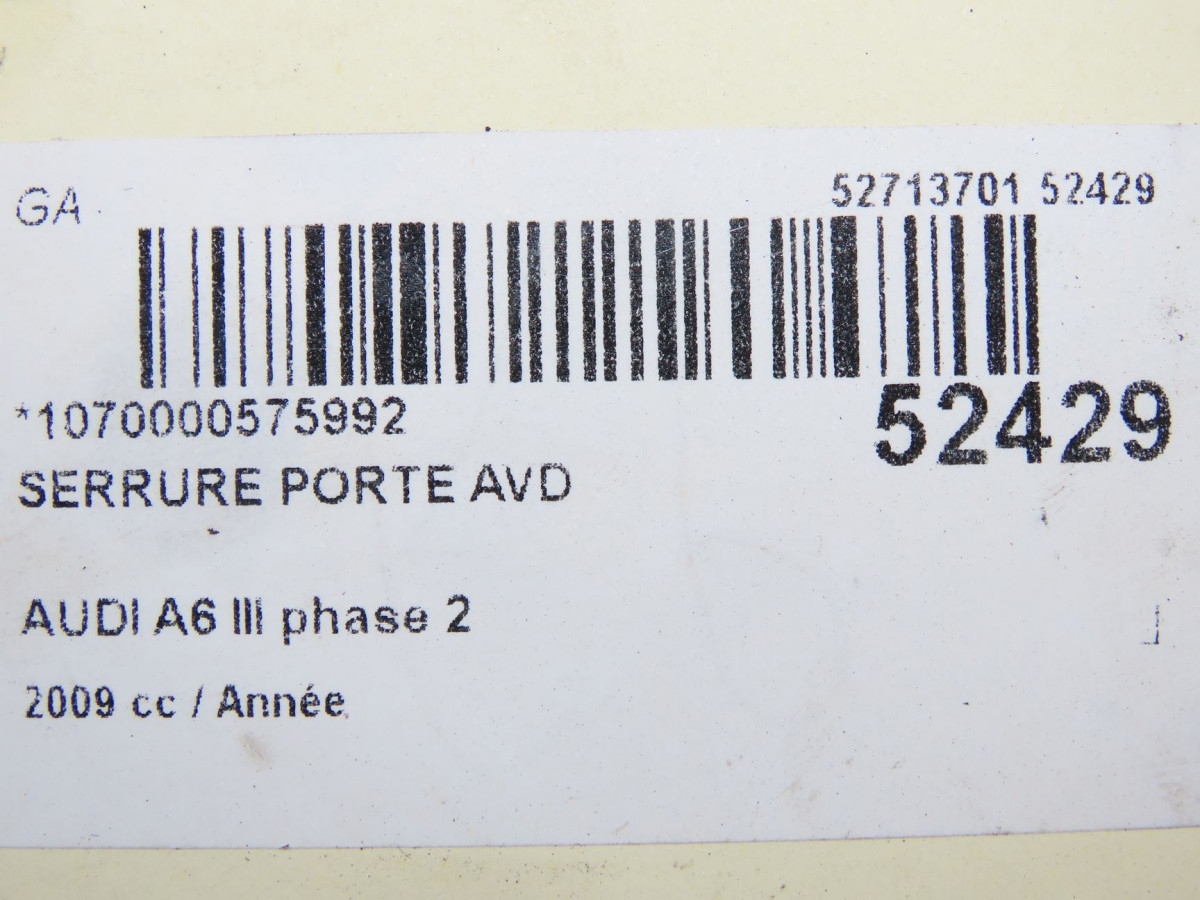 GA
52713701 52429
*1070000575992
52429
SERRURE PORTE AVD
AUDI A6 III phase 2
2009 cc / Année